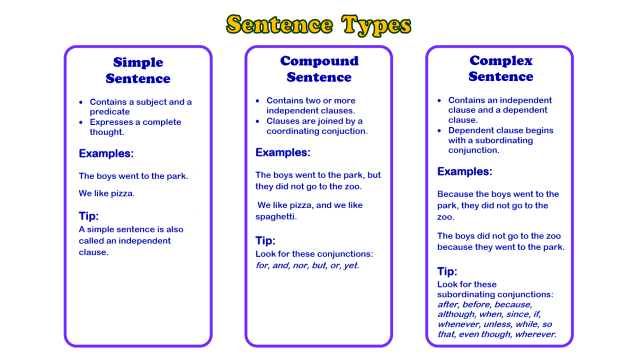 Sentence Types
Simple
Sentence
• Contains a subject and a
predicate
• Expresses a complete
thought.
Examples:
The boys went to the park.
We like pizza.
Tip:
A simple sentence is also
called an independent
clause.
Compound
Sentence
• Contains two or more
independent clauses.
• Clauses are joined by a
coordinating conjuction.
Examples:
The boys went to the park, but
they did not go to the zoo.
We like pizza, and we like
spaghetti.
Tip:
Look for these conjunctions:
for, and, nor, but, or, yet.
Complex
Sentence
• Contains an independent
clause and a dependent
clause.
• Dependent clause begins
with a subordinating
conjunction.
Examples:
Because the boys went to the
park, they did not go to the
zoo.
The boys did not go to the zoo
because they went to the park.
Tip:
Look for these
subordinating conjunctions:
after, before, because,
although, when, since, if,
whenever, unless, while, so
that, even though, wherever.